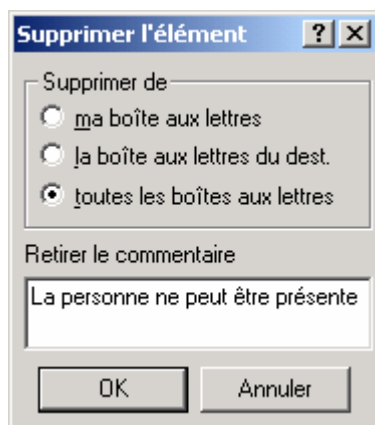 Supprimer l'élément ? ×
Supprimer de
ma boîte aux lettres
la boîte aux lettres du dest.
toutes les boîtes aux lettres
Retirer le commentaire
La personne ne peut être présente
OK Annuler